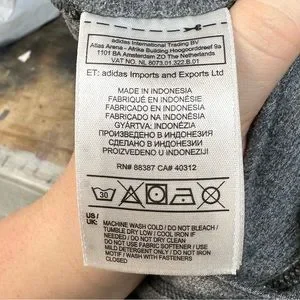 adidas International Trading BV
Atlas Arena - Afrika Building Hoogoorddreef 9a
1101 BA Amsterdam ZO The Netherlands
VAT NO. NL 8073.01.322.B.01
ET: adidas Imports and Exports Ltd
MADE IN INDONESIA
FABRIQUÉ EN INDONÉSIE
FABRICADO EN INDONESIA
FABRICADO NA INDONÉSIA
GYÁRTVA: INDONÉZIA
ПРОИЗВЕДЕНО В ИНДОНЕЗИЯ
СДЕЛАНО В ИНДОНЕЗИИ
PROIZVEDENO U INDONEZIJI
RN# 88387 CA# 40312
30
US / UK: MACHINE WASH COLD / DO NOT BLEACH /
TUMBLE DRY LOW / COOL IRON IF
NEEDED / DO NOT DRY CLEAN
DO NOT USE FABRIC SOFTENER / USE
MILD DETERGENT ONLY / DO NOT IRON
MOTIF / WASH WITH FASTENERS
CLOSED